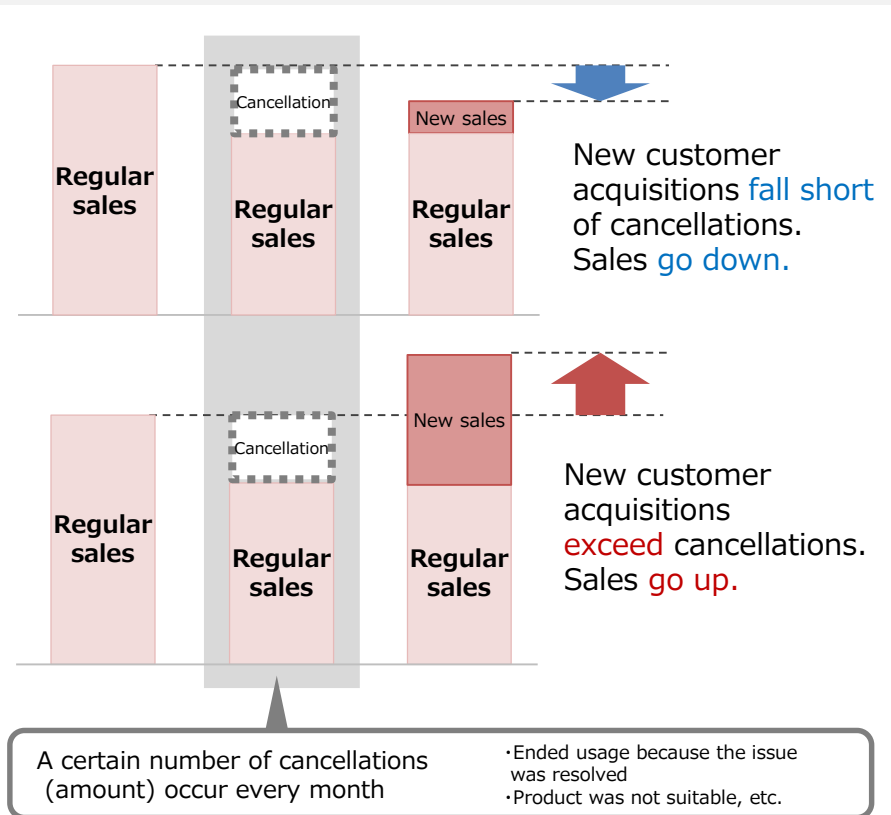 Cancellation
New sales
Regular
sales
Regular
sales
Regular
sales
New customer
acquisitions fall short
of cancellations.
Sales go down.
Cancellation
New sales
Regular
sales
Regular
sales
Regular
sales
New customer
acquisitions
exceed cancellations.
Sales go up.
A certain number of cancellations
(amount) occur every month
・Ended usage because the issue
was resolved
・Product was not suitable, etc.